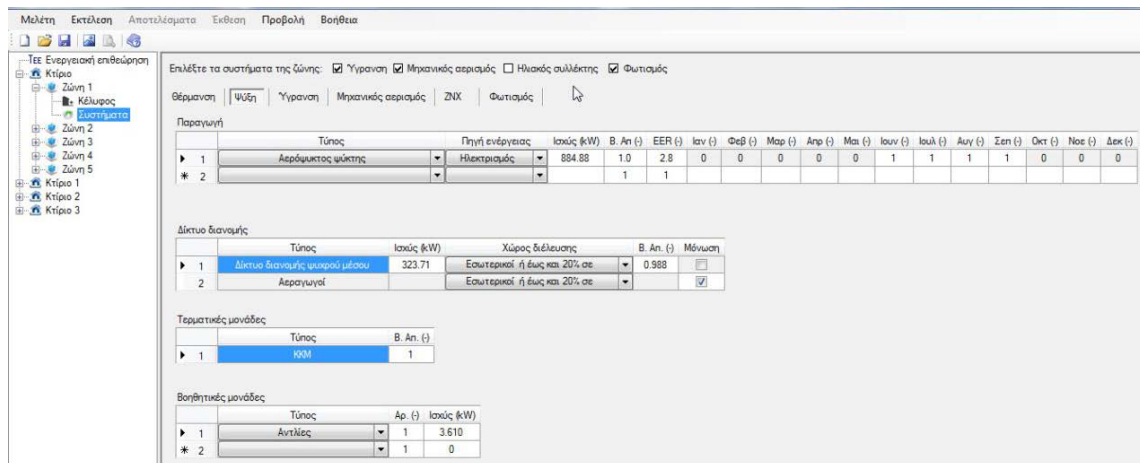 Μελέτη Εκτέλεση Αποτελέσματα Έκθεση Προβολή Βοήθεια
ΤΕΕ Ενεργειακή επιθεώρηση
Κτίριο
Ζώνη 1
Κέλυφος
Συστήματα
Ζώνη 2
Ζώνη 3
Ζώνη 4
Ζώνη 5
Κτίριο 1
Κτίριο 2
Κτίριο 3
Επιλέξτε τα συστήματα της ζώνης: Ύγρανση Μηχανικός αερισμός Ηλιακός συλλέκτης Φωτισμός
Θέρμανση Ψύξη Ύγρανση Μηχανικός αερισμός ΖΝΧ Φωτισμός
Παραγωγή
Τύπος Πηγή ενέργειας Ισχύς (kW) Β. Απ (-) EER (-) Ιαν (-) Φεβ (-) Μαρ (-) Απρ (-) Μαι (-) Ιουν (-) Ιουλ (-) Αυγ (-) Σεπ (-) Οκτ (-) Νοε (-) Δεκ (-)
1 Αερόψυκτος ψύκτης Ηλεκτρισμός 884.88 1.0 2.8 0 0 0 0 0 1 1 1 1 0 0 0
* 2 1 1
Δίκτυο διανομής
Τύπος Ισχύς (kW) Χώρος διέλευσης Β. Απ. (-) Μόνωση
1 Δίκτυο διανομής ψυχρού μέσου 323.71 Εσωτερικοί ή έως και 20% σε 0.988
2 Αεραγωγοί Εσωτερικοί ή έως και 20% σε
Τερματικές μονάδες
Τύπος Β. Απ. (-)
1 ΚΚΜ 1
Βοηθητικές μονάδες
Τύπος Αρ. (-) Ισχύς (kW)
1 Αντλίες 1 3.610
* 2 1 0